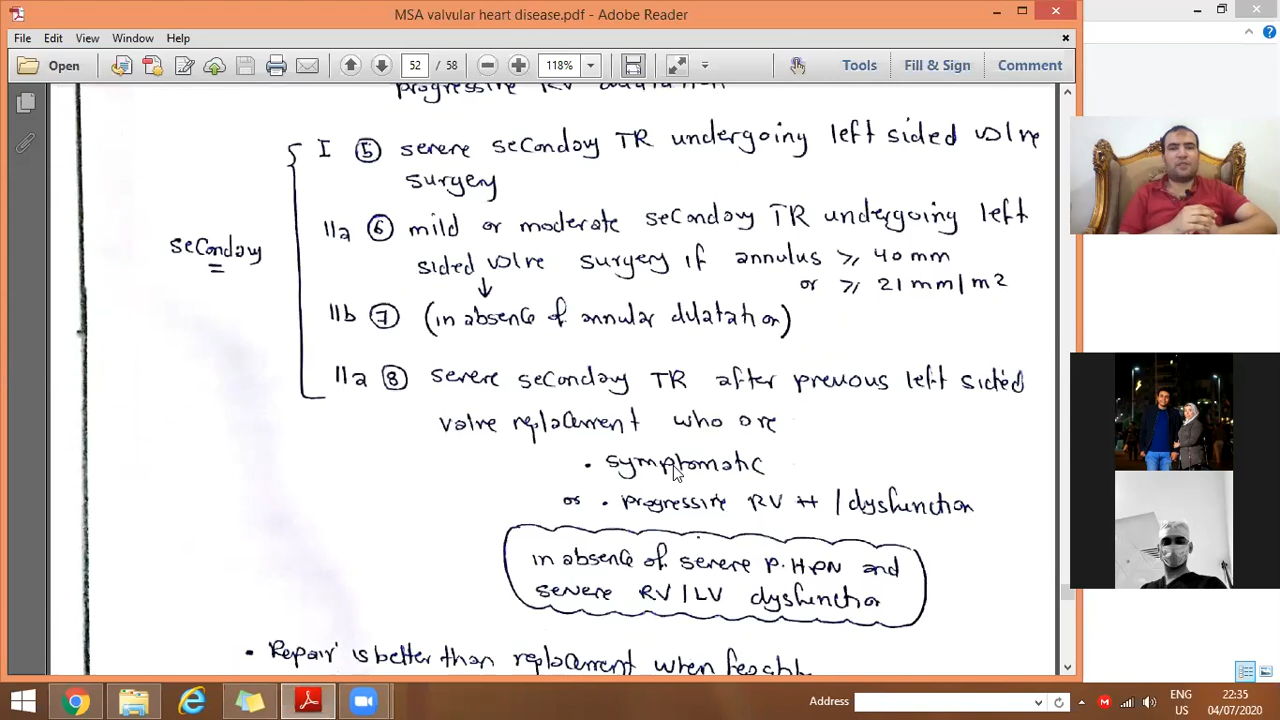 MSA valvular heart disease.pdf - Adobe Reader
File Edit View Window Help
Open 52 / 58 118% Tools Fill & Sign Comment
progressive RV dilatation
I ⑤ severe secondary TR undergoing left sided valve
surgery
IIa ⑥ mild or moderate secondary TR undergoing left
sided valve surgery if annulus ⩾ 40 mm
or ⩾ 21 mm/m2
secondary
IIb ⑦ (in absence of annular dilatation)
IIa ⑧ severe secondary TR after previous left sided
valve replacement who are
• symptomatic
or • progressive RV ++ / dysfunction
in absence of severe P.HPN and
severe RV/LV dysfunction
• Repair is better than replacement when feasible
Address
ENG
US
22:35
04/07/2020